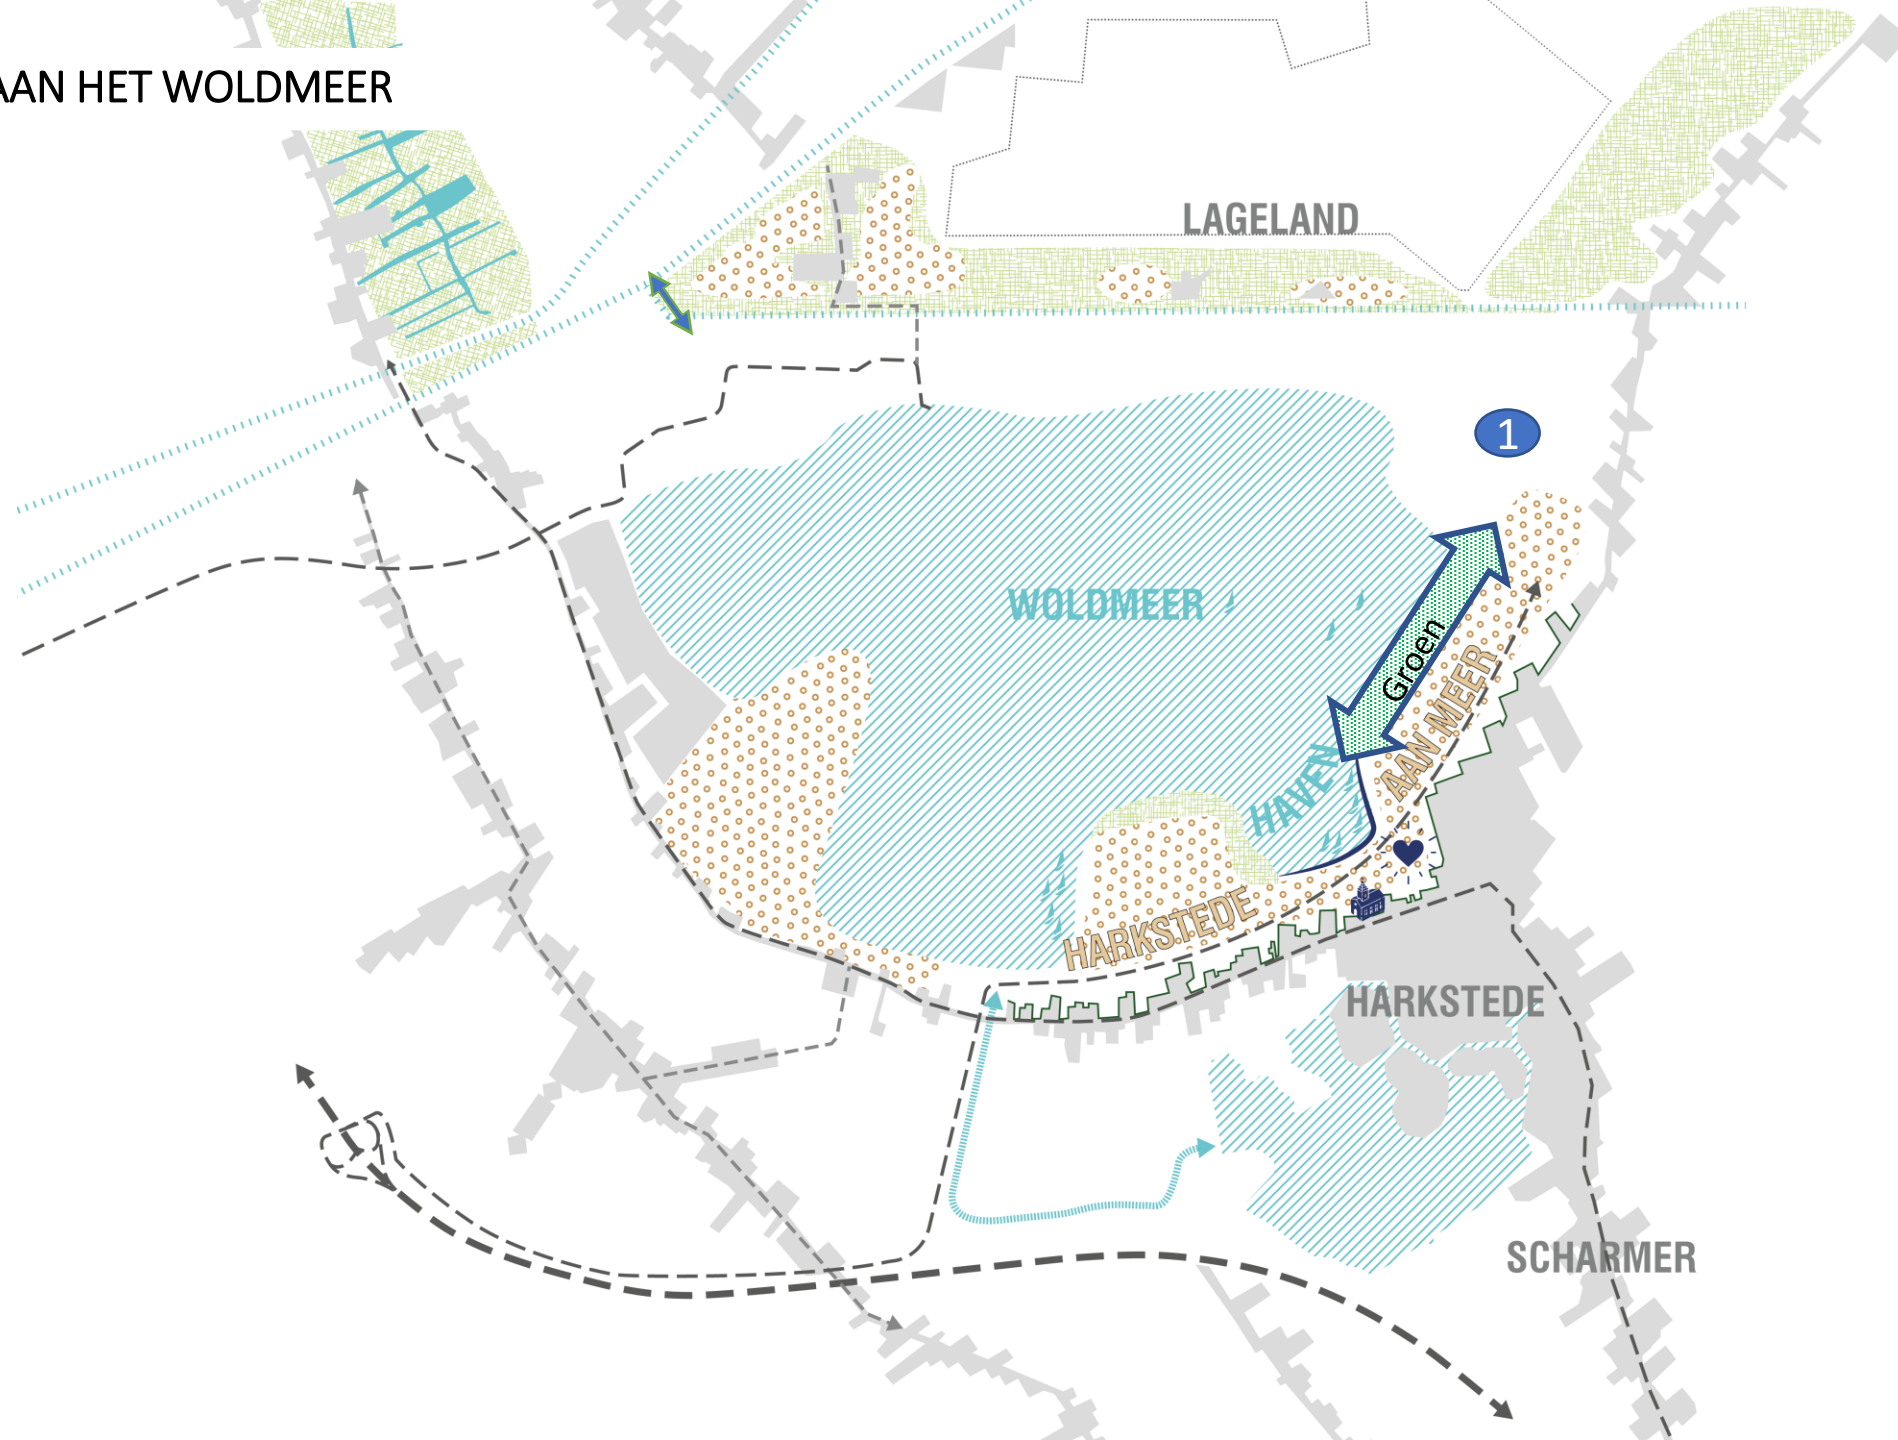 AAN HET WOLDMEER
LAGELAND
1
WOLDMEER
Groen
AAN MEER
HAVEN
HARKSTEDE
HARKSTEDE
SCHARMER